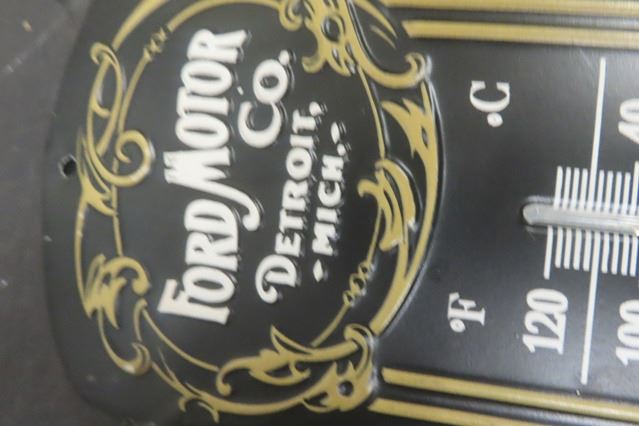 FORD MOTOR
CO.
DETROIT,
-MICH.-
°F °C
120
100 40